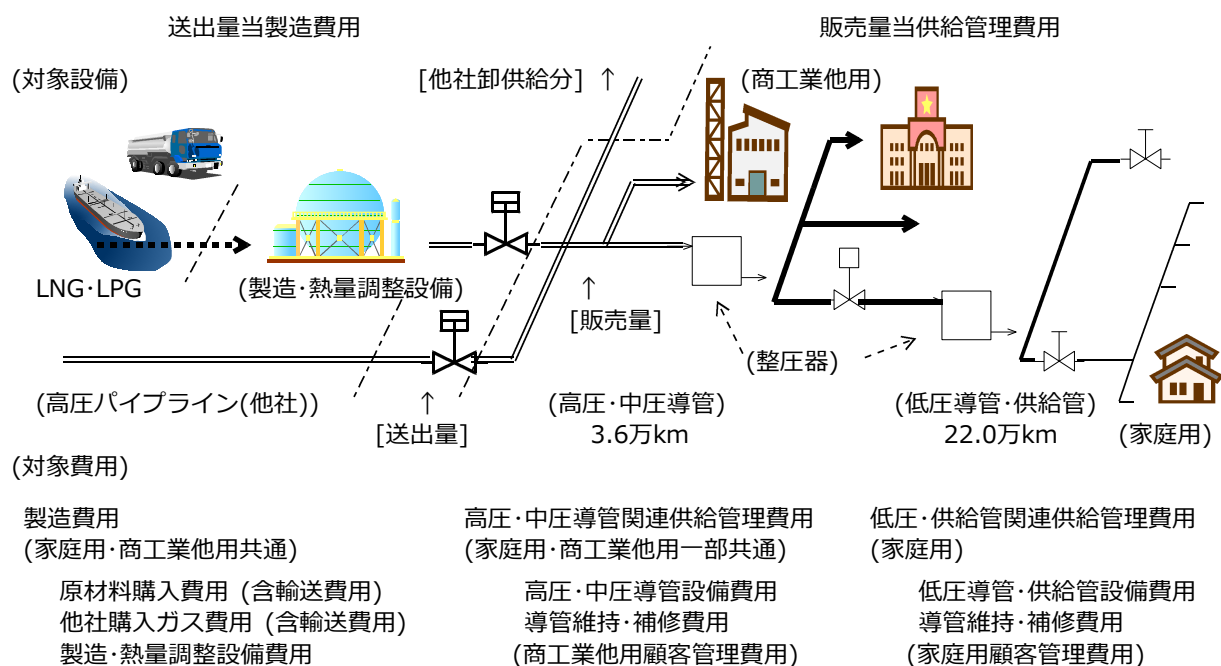 送出量当製造費用
販売量当供給管理費用
(対象設備)
[他社卸供給分] ↑
(商工業他用)
LNG･LPG
(製造･熱量調整設備)
↑
[販売量]
(整圧器)
(高圧パイプライン(他社))
↑
[送出量]
(高圧･中圧導管)
3.6万km
(低圧導管･供給管)
22.0万km
(家庭用)
(対象費用)
製造費用
(家庭用･商工業他用共通)
原材料購入費用 (含輸送費用)
他社購入ガス費用 (含輸送費用)
製造･熱量調整設備費用
高圧･中圧導管関連供給管理費用
(家庭用･商工業他用一部共通)
高圧･中圧導管設備費用
導管維持･補修費用
(商工業他用顧客管理費用)
低圧･供給管関連供給管理費用
(家庭用)
低圧導管･供給管設備費用
導管維持･補修費用
(家庭用顧客管理費用)